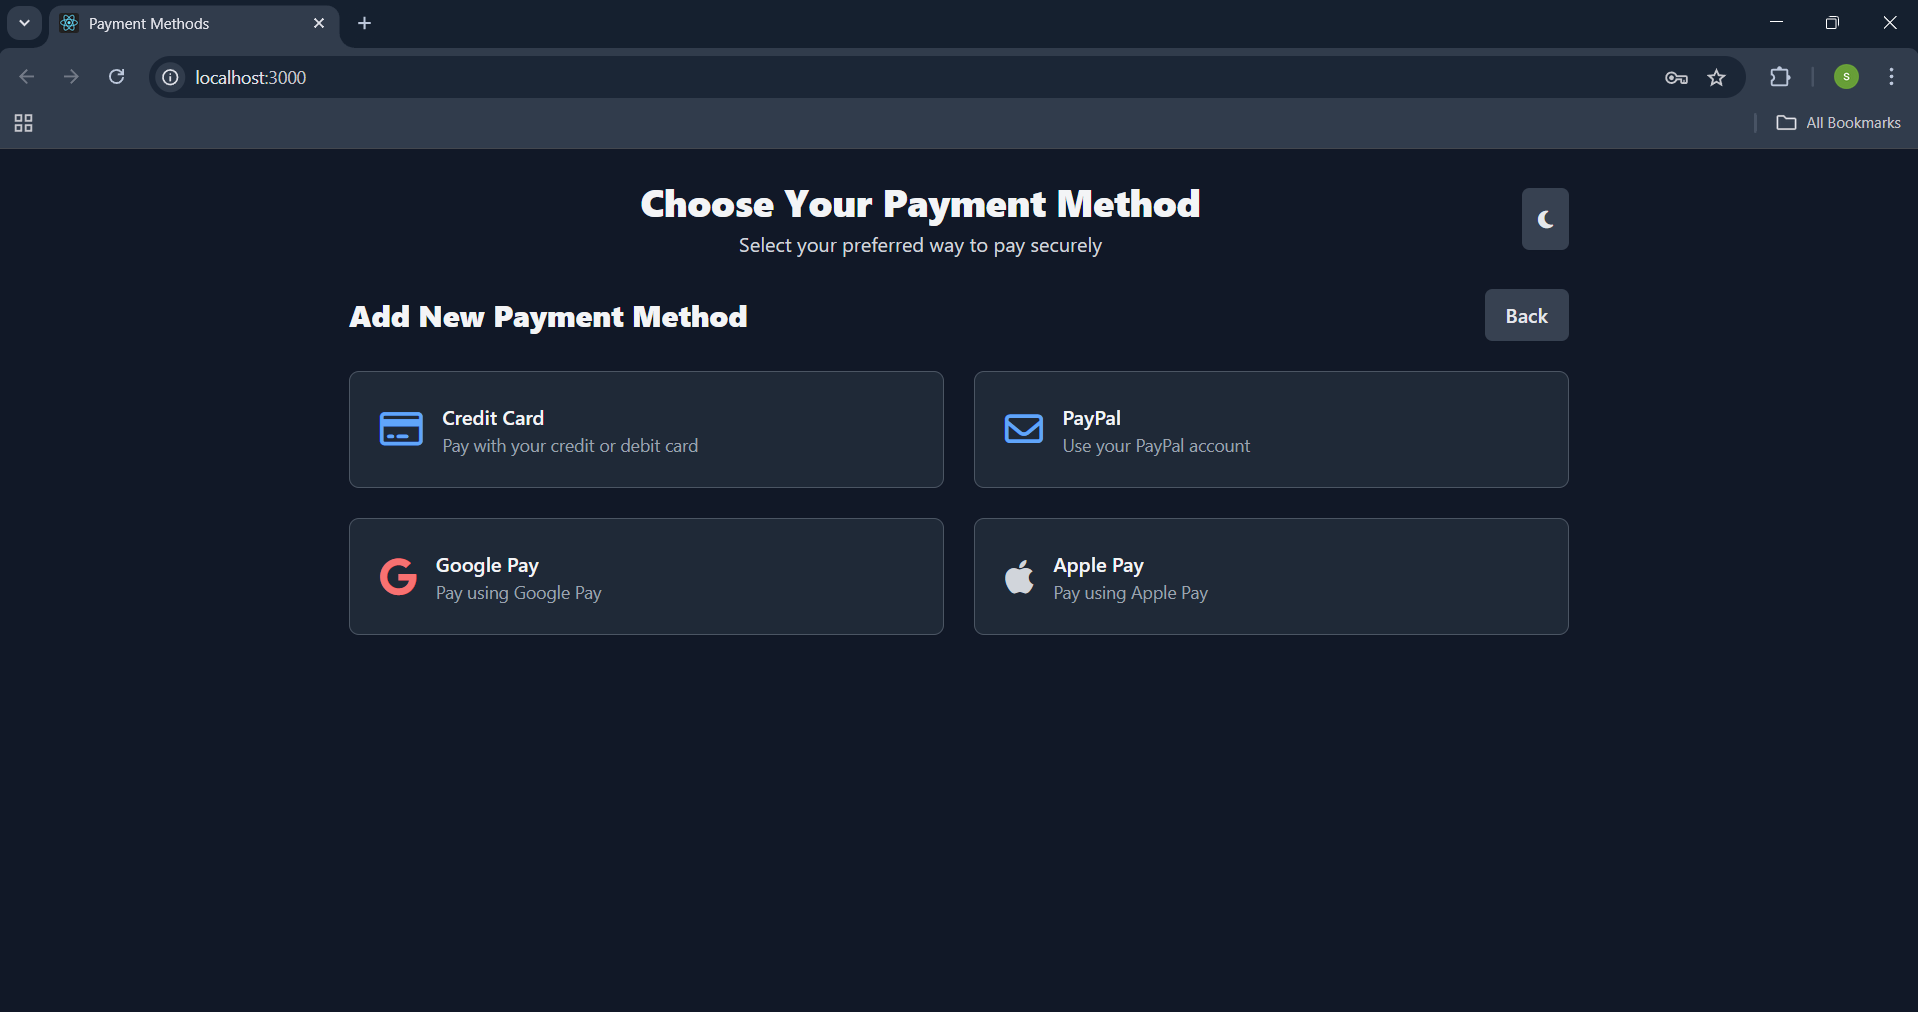 Payment Methods
localhost:3000
S
All Bookmarks
Choose Your Payment Method
Select your preferred way to pay securely
Add New Payment Method
Back
Credit Card
Pay with your credit or debit card
PayPal
Use your PayPal account
Google Pay
Pay using Google Pay
Apple Pay
Pay using Apple Pay